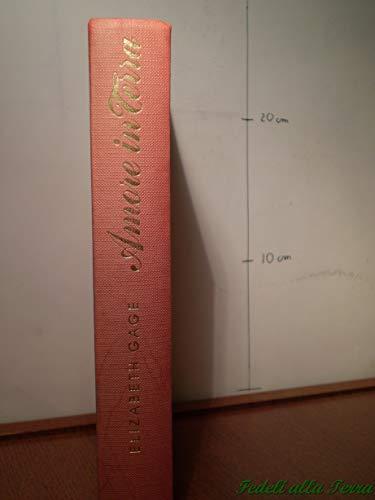 Amore in Terra
ELIZABETH GAGE
20 cm
10 cm
Fedeli alla Terra